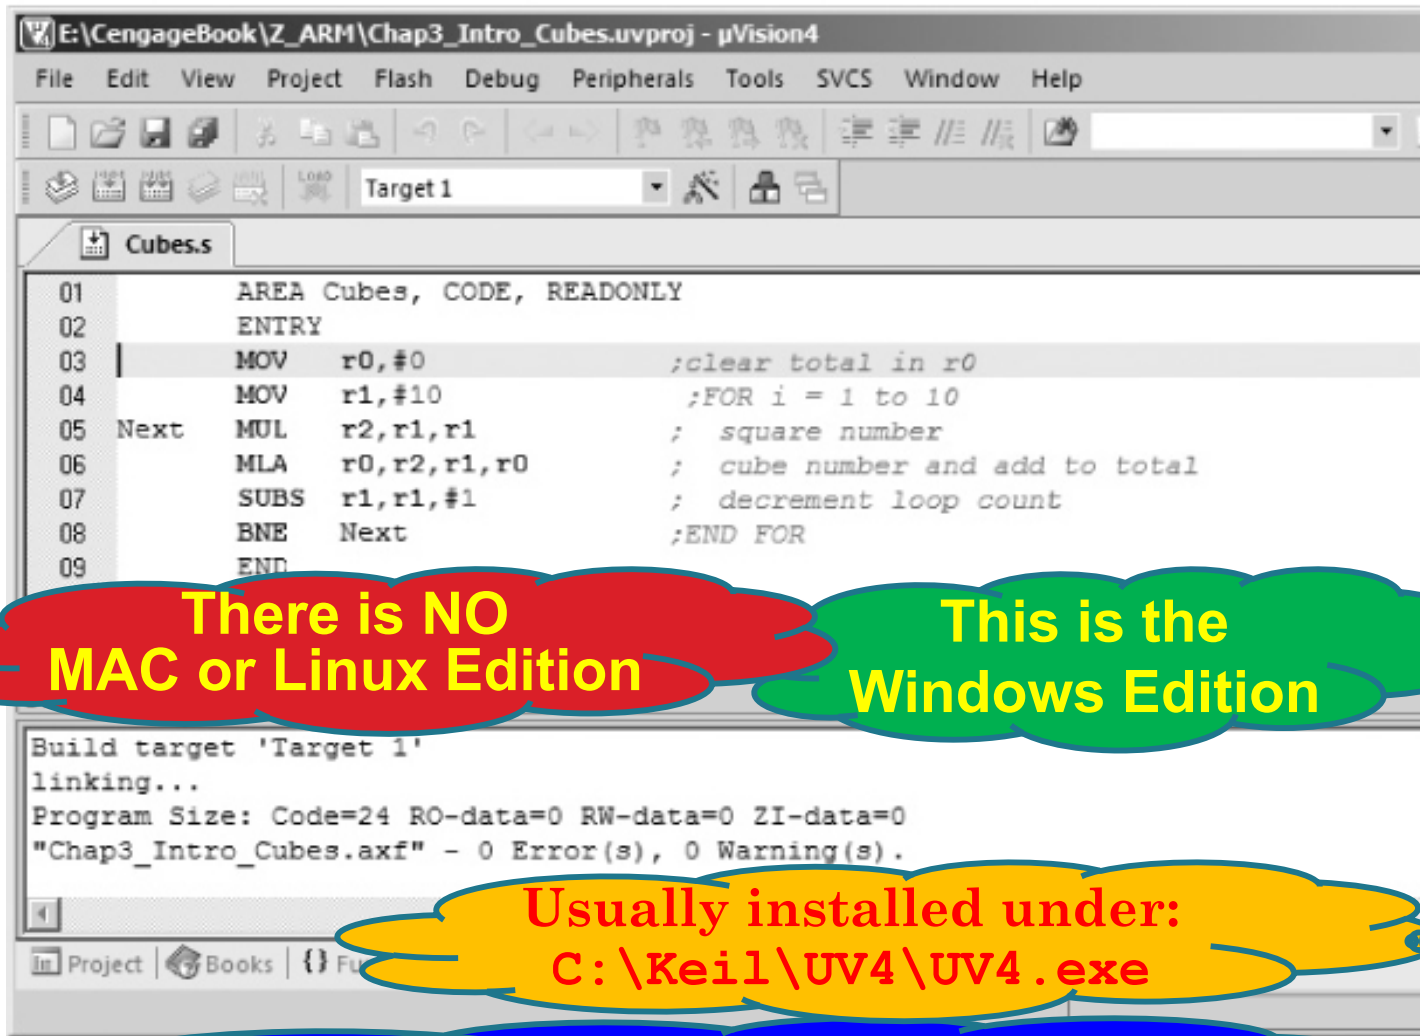 E:\CengageBook\Z_ARM\Chap3_Intro_Cubes.uvproj - µVision4
File Edit View Project Flash Debug Peripherals Tools SVCS Window Help
LOAD Target 1
Cubes.s
01 AREA Cubes, CODE, READONLY
02 ENTRY
03 MOV r0,#0 ;clear total in r0
04 MOV r1,#10 ;FOR i = 1 to 10
05 Next MUL r2,r1,r1 ; square number
06 MLA r0,r2,r1,r0 ; cube number and add to total
07 SUBS r1,r1,#1 ; decrement loop count
08 BNE Next ;END FOR
09 END
There is NO
MAC or Linux Edition
This is the
Windows Edition
Build target 'Target 1'
linking...
Program Size: Code=24 RO-data=0 RW-data=0 ZI-data=0
"Chap3_Intro_Cubes.axf" - 0 Error(s), 0 Warning(s).
Usually installed under:
C:\Keil\UV4\UV4.exe
Project Books {} Fu